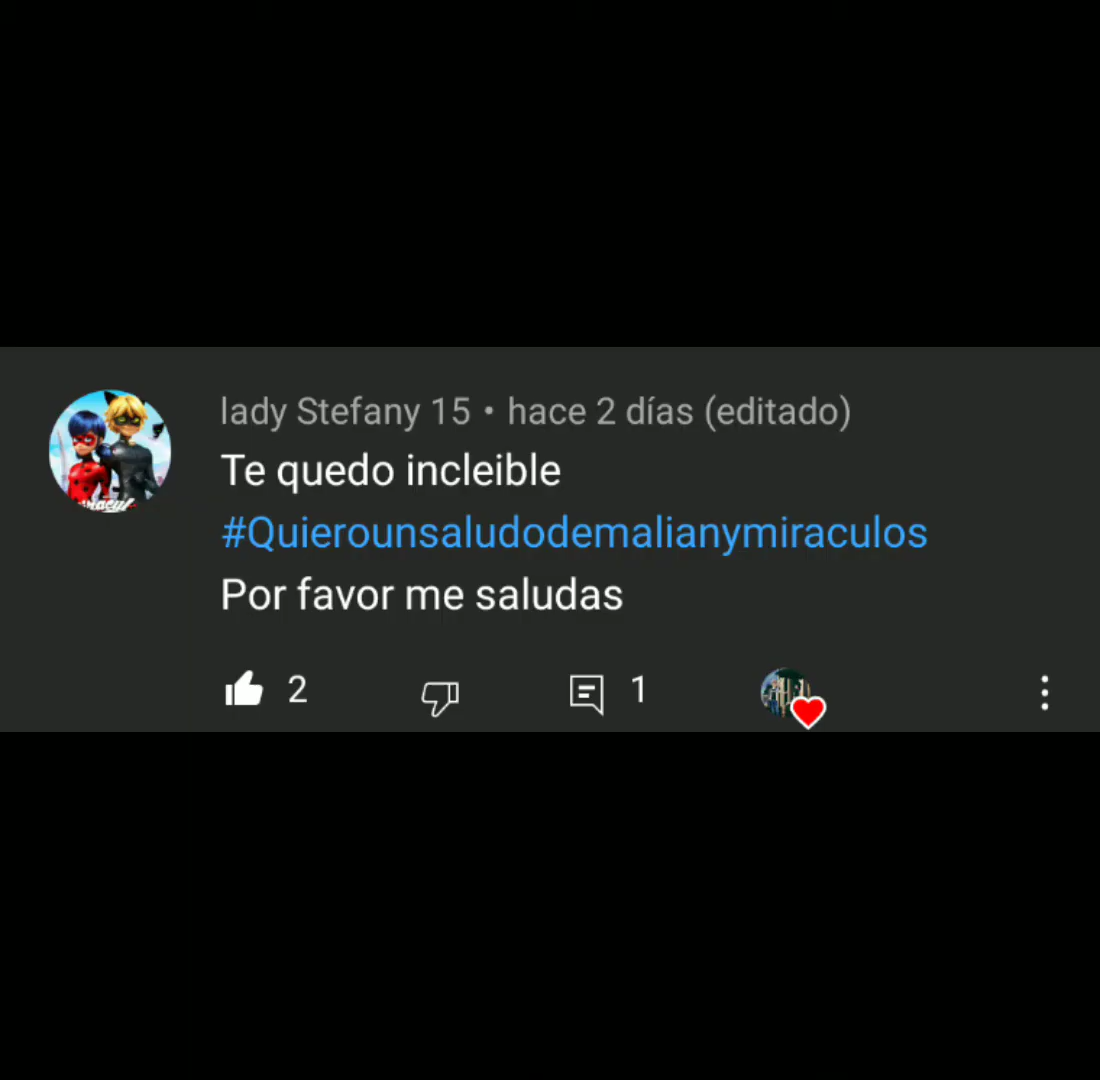 lady Stefany 15 • hace 2 días (editado)
Te quedo incleible
#Quierounsaludodemalianymiraculos
Por favor me saludas
2
1